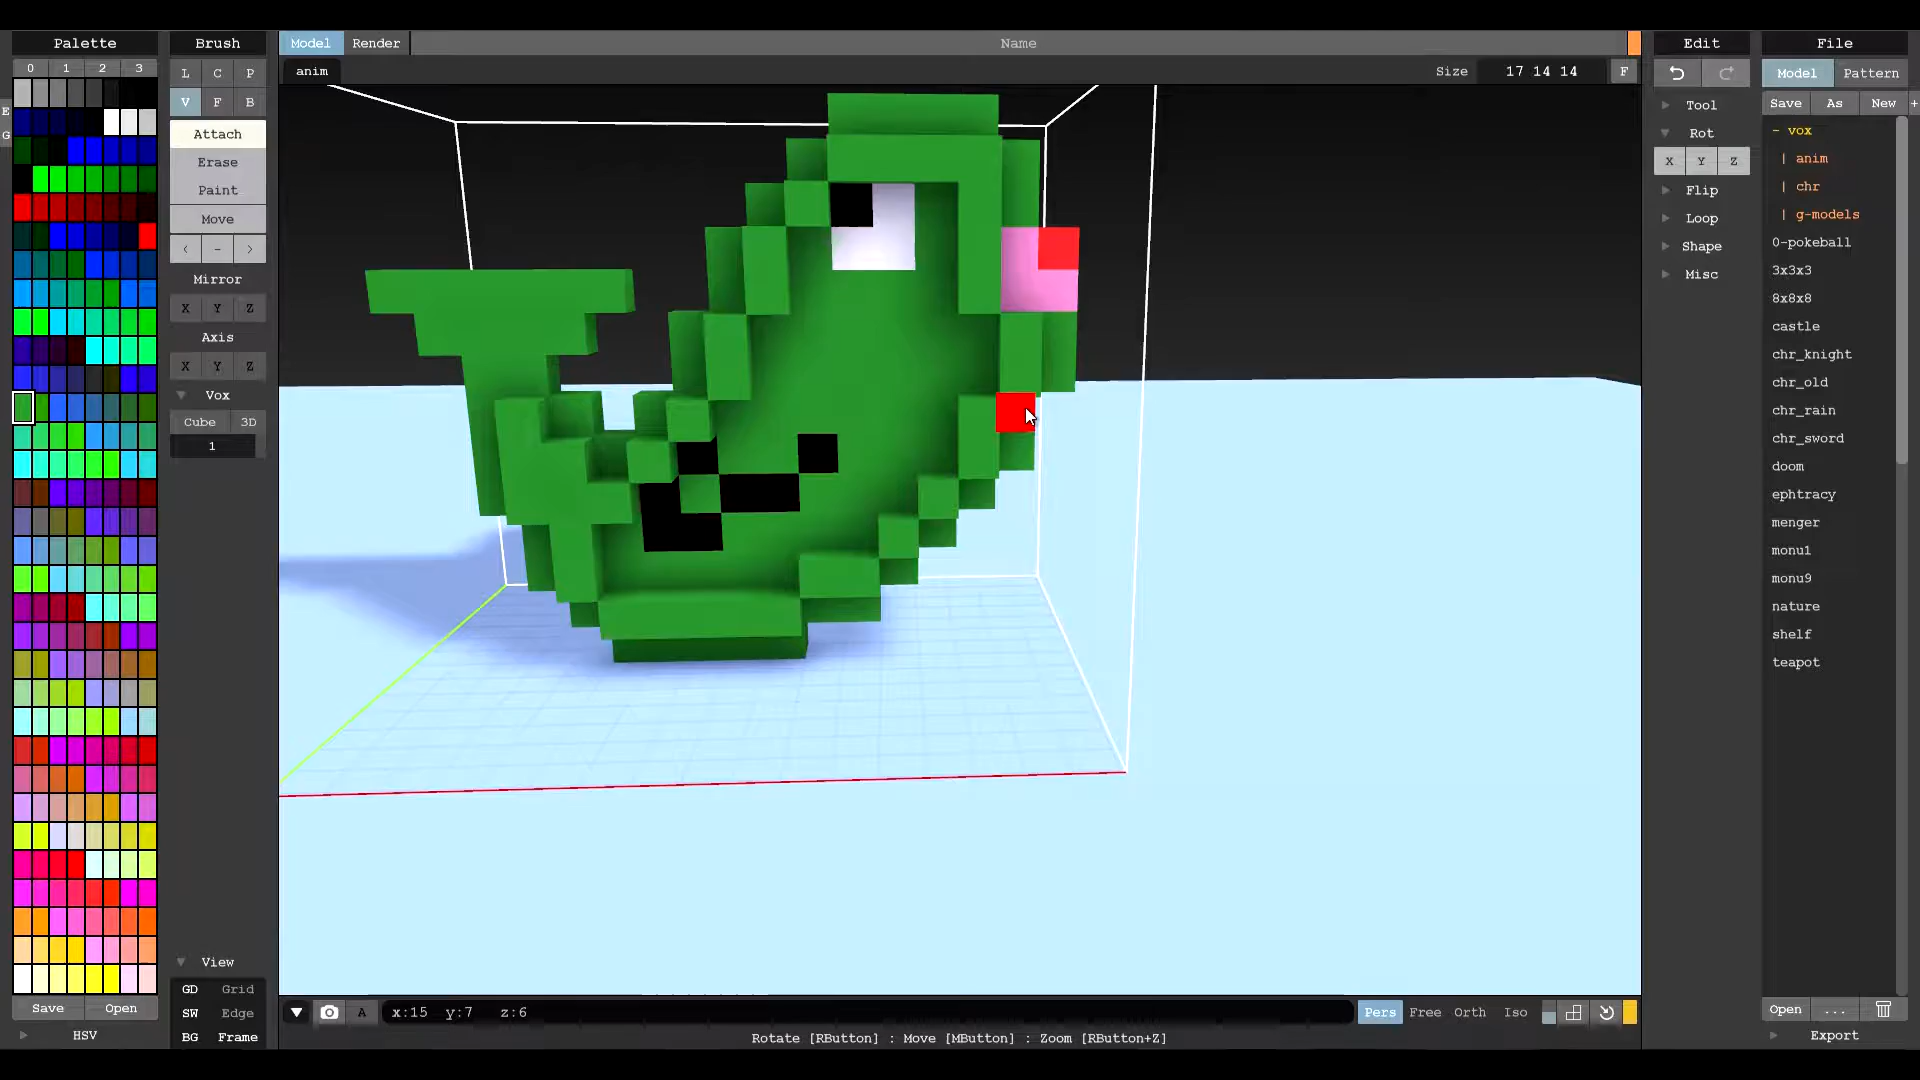 Palette
0 1 2 3
Save Open
HSV
E
G
Brush
L C P
V F B
Attach
Erase
Paint
Move
< - >
Mirror
X Y Z
Axis
X Y Z
Vox
Cube 3D
1
View
GD Grid
SW Edge
BG Frame
Model Render Name
anim Size 17 14 14 F
A x:15 y:7 z:6 Pers Free Orth Iso
Rotate [RButton] : Move [MButton] : Zoom [RButton+Z]
Edit
Tool
Rot
X Y Z
Flip
Loop
Shape
Misc
File
Model Pattern
Save As New +
- vox
| anim
| chr
| g-models
0-pokeball
3x3x3
8x8x8
castle
chr_knight
chr_old
chr_rain
chr_sword
doom
ephtracy
menger
monu1
monu9
nature
shelf
teapot
Open ...
Export